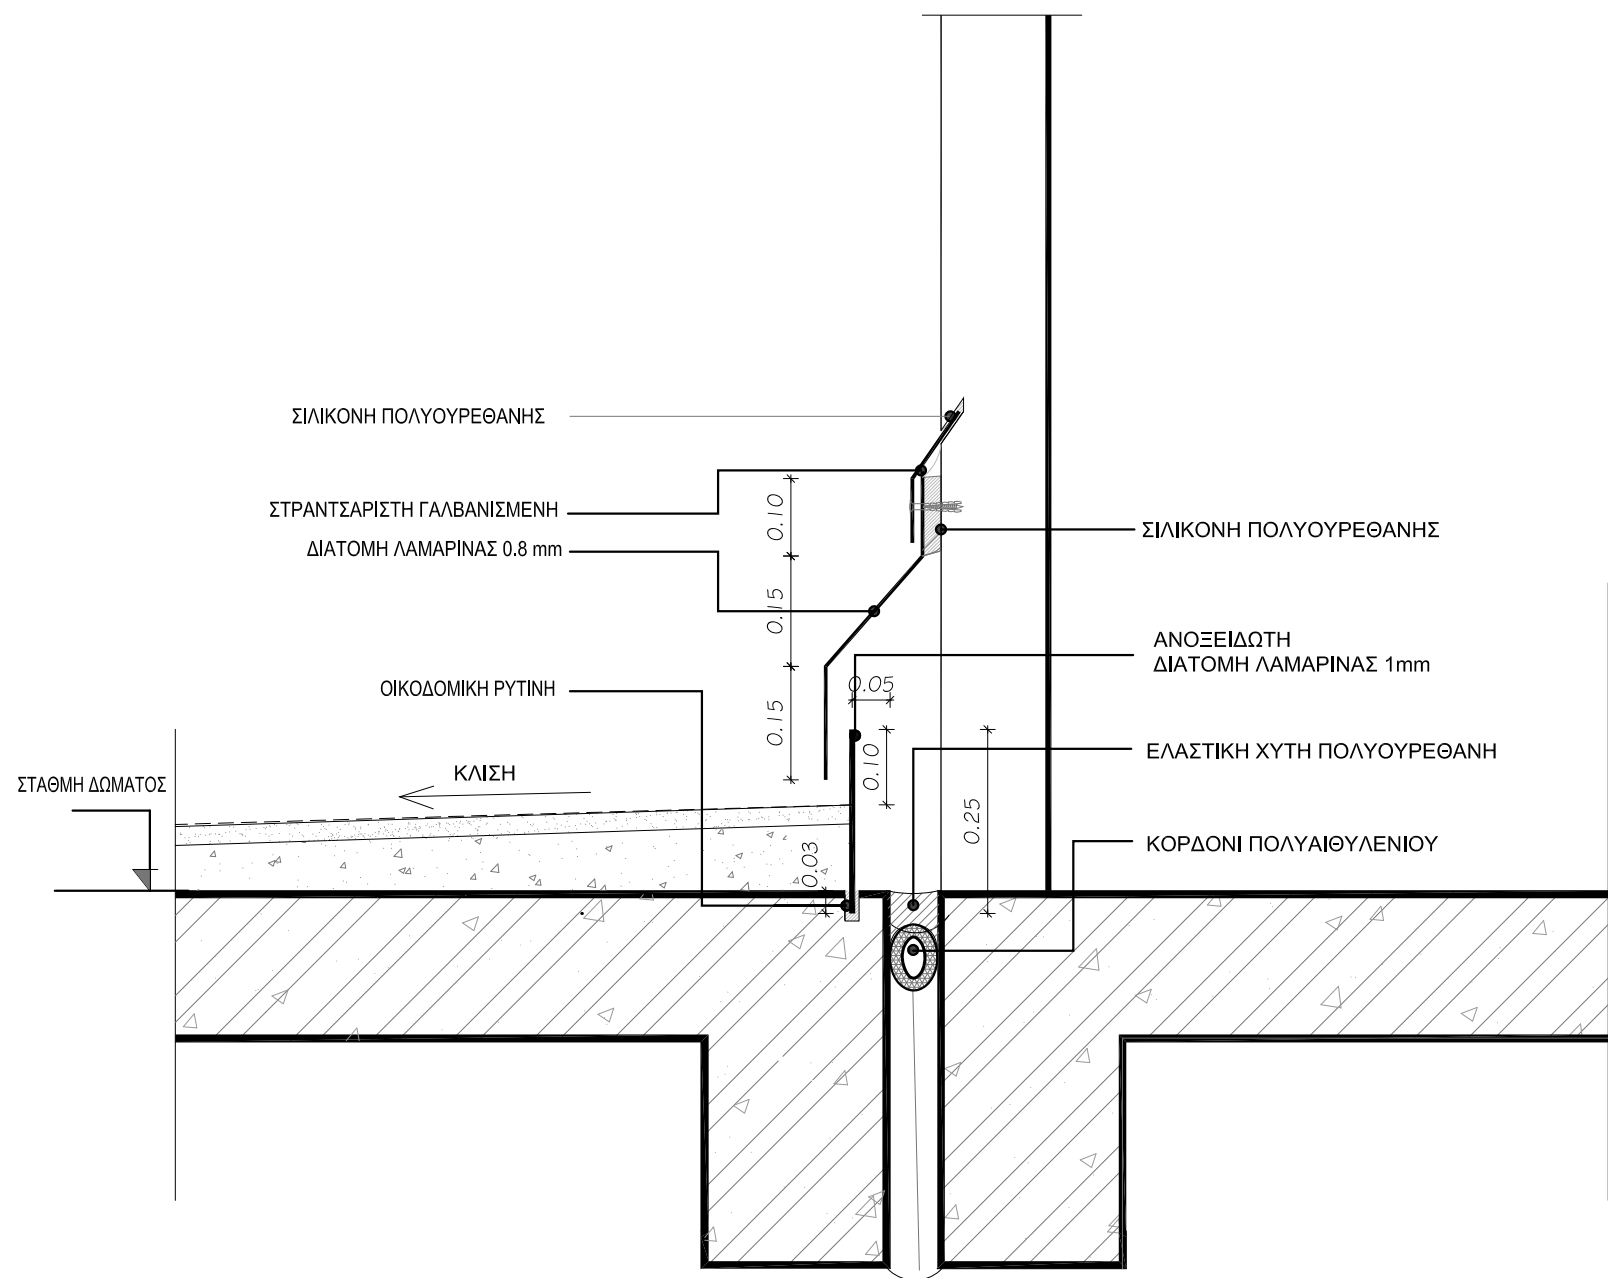 ΣΙΛΙΚΟΝΗ ΠΟΛΥΟΥΡΕΘΑΝΗΣ
ΣΤΡΑΝΤΣΑΡΙΣΤΗ ΓΑΛΒΑΝΙΣΜΕΝΗ
ΔΙΑΤΟΜΗ ΛΑΜΑΡΙΝΑΣ 0.8 mm
0.10
ΣΙΛΙΚΟΝΗ ΠΟΛΥΟΥΡΕΘΑΝΗΣ
0.15
ΑΝΟΞΕΙΔΩΤΗ
ΔΙΑΤΟΜΗ ΛΑΜΑΡΙΝΑΣ 1mm
ΟΙΚΟΔΟΜΙΚΗ ΡΥΤΙΝΗ
0.05
0.15
0.10
ΕΛΑΣΤΙΚΗ ΧΥΤΗ ΠΟΛΥΟΥΡΕΘΑΝΗ
ΚΛΙΣΗ
ΣΤΑΘΜΗ ΔΩΜΑΤΟΣ
0.25
0.03
ΚΟΡΔΟΝΙ ΠΟΛΥΑΙΘΥΛΕΝΙΟΥ